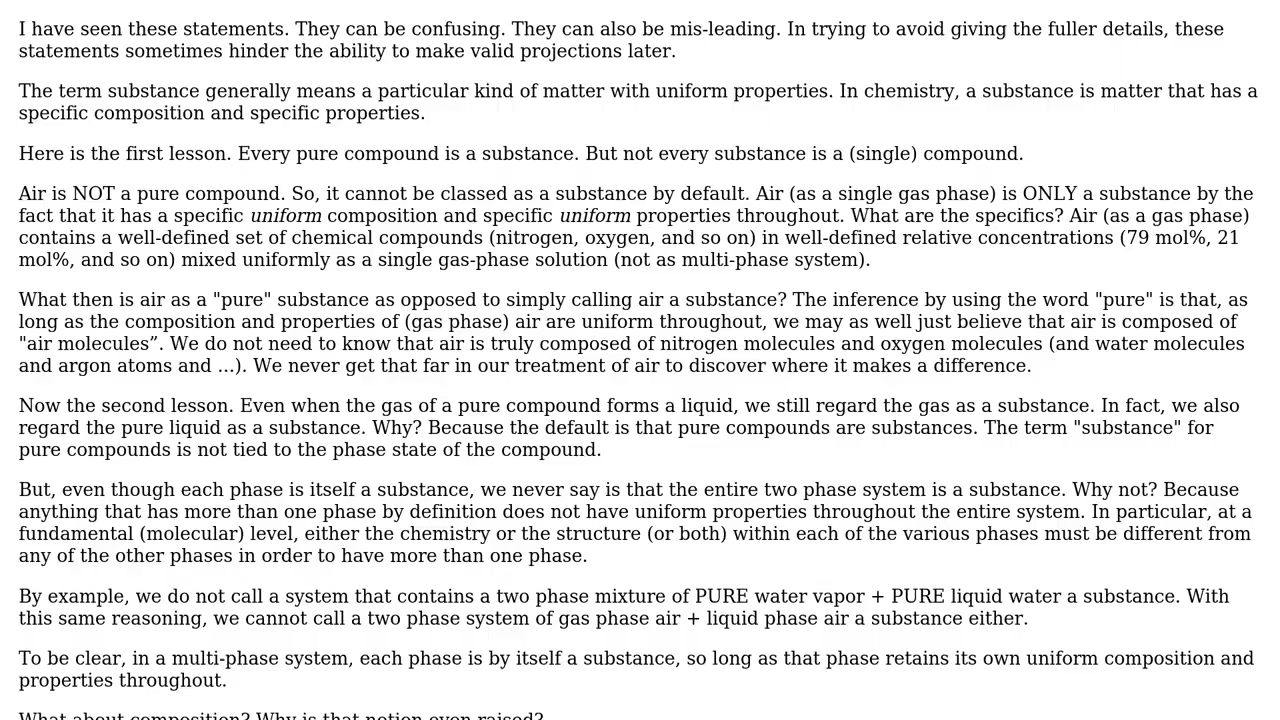 I have seen these statements. They can be confusing. They can also be mis-leading. In trying to avoid giving the fuller details, these
statements sometimes hinder the ability to make valid projections later.
The term substance generally means a particular kind of matter with uniform properties. In chemistry, a substance is matter that has a
specific composition and specific properties.
Here is the first lesson. Every pure compound is a substance. But not every substance is a (single) compound.
Air is NOT a pure compound. So, it cannot be classed as a substance by default. Air (as a single gas phase) is ONLY a substance by the
fact that it has a specific uniform composition and specific uniform properties throughout. What are the specifics? Air (as a gas phase)
contains a well-defined set of chemical compounds (nitrogen, oxygen, and so on) in well-defined relative concentrations (79 mol%, 21
mol%, and so on) mixed uniformly as a single gas-phase solution (not as multi-phase system).
What then is air as a "pure" substance as opposed to simply calling air a substance? The inference by using the word "pure" is that, as
long as the composition and properties of (gas phase) air are uniform throughout, we may as well just believe that air is composed of
"air molecules”. We do not need to know that air is truly composed of nitrogen molecules and oxygen molecules (and water molecules
and argon atoms and ...). We never get that far in our treatment of air to discover where it makes a difference.
Now the second lesson. Even when the gas of a pure compound forms a liquid, we still regard the gas as a substance. In fact, we also
regard the pure liquid as a substance. Why? Because the default is that pure compounds are substances. The term "substance" for
pure compounds is not tied to the phase state of the compound.
But, even though each phase is itself a substance, we never say is that the entire two phase system is a substance. Why not? Because
anything that has more than one phase by definition does not have uniform properties throughout the entire system. In particular, at a
fundamental (molecular) level, either the chemistry or the structure (or both) within each of the various phases must be different from
any of the other phases in order to have more than one phase.
By example, we do not call a system that contains a two phase mixture of PURE water vapor + PURE liquid water a substance. With
this same reasoning, we cannot call a two phase system of gas phase air + liquid phase air a substance either.
To be clear, in a multi-phase system, each phase is by itself a substance, so long as that phase retains its own uniform composition and
properties throughout.
What about composition? Why is that notion even raised?